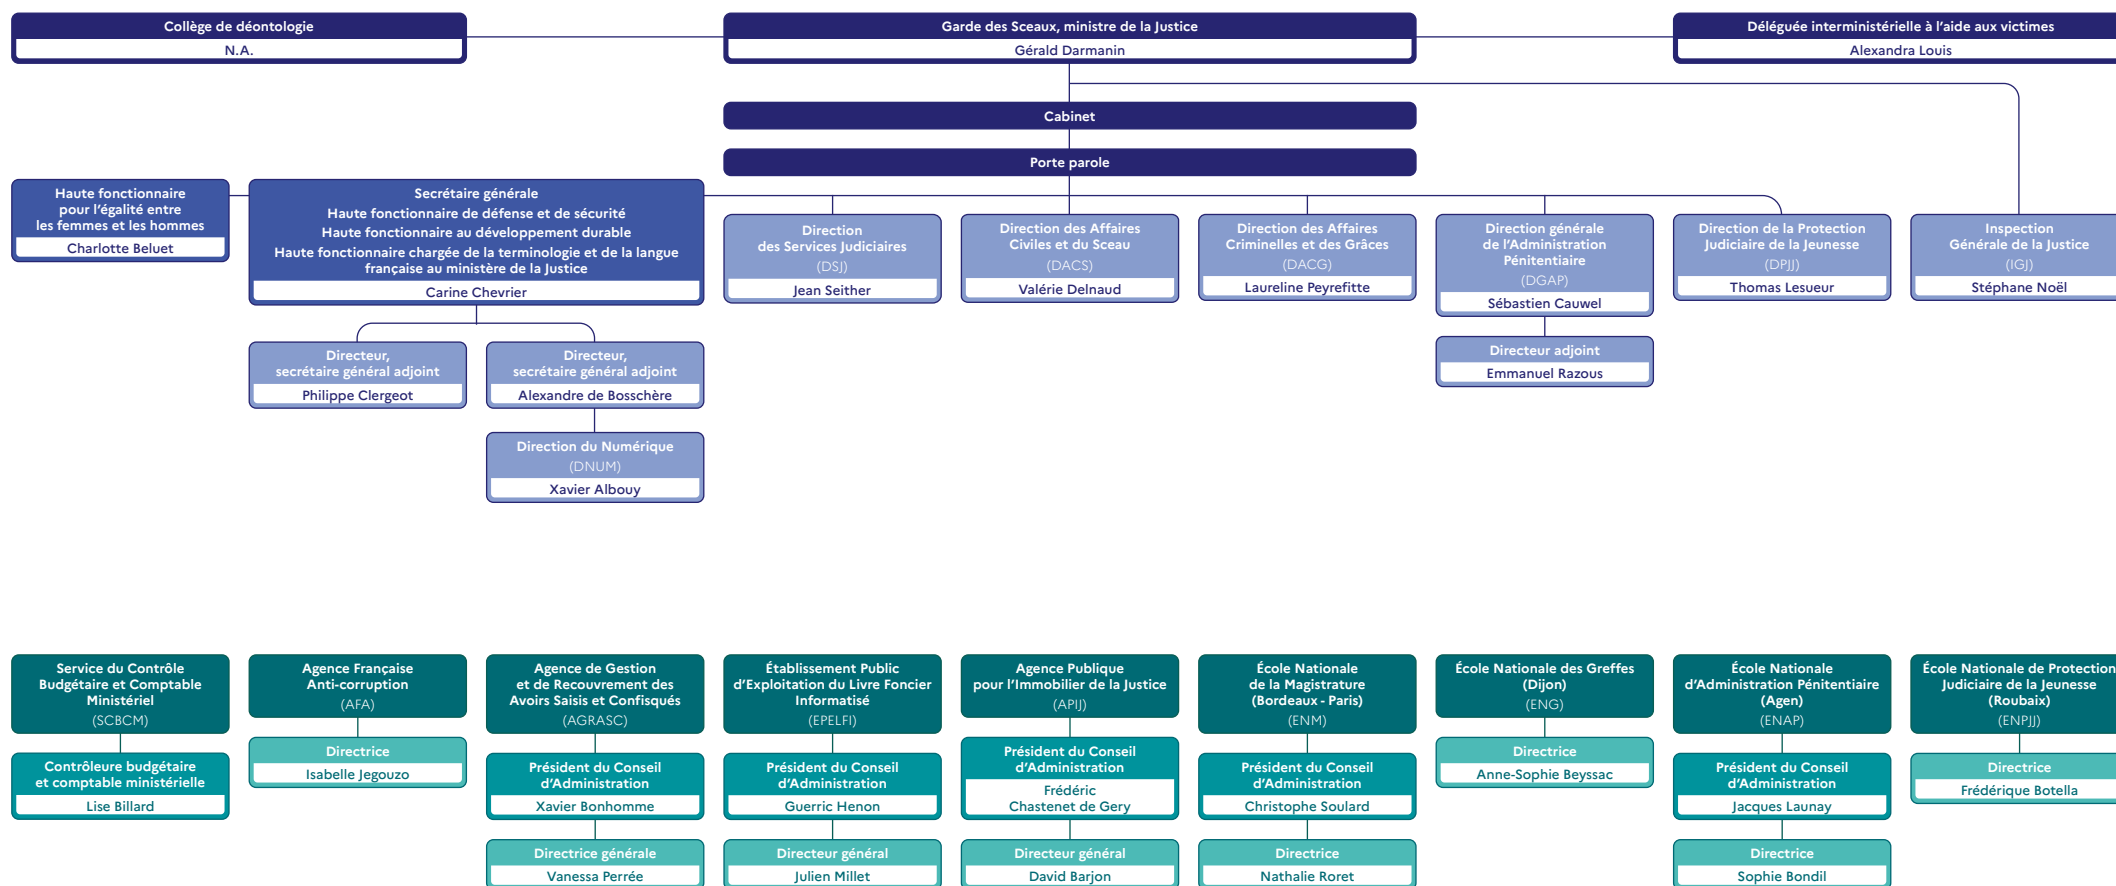 Collège de déontologie
N.A.
Garde des Sceaux, ministre de la Justice
Gérald Darmanin
Déléguée interministérielle à l'aide aux victimes
Alexandra Louis
Cabinet
Porte parole
Haute fonctionnaire
pour l'égalité entre
les femmes et les hommes
Charlotte Beluet
Secrétaire générale
Haute fonctionnaire de défense et de sécurité
Haute fonctionnaire au développement durable
Haute fonctionnaire chargée de la terminologie et de la langue
française au ministère de la Justice
Carine Chevrier
Direction
des Services Judiciaires
(DSJ)
Jean Seither
Direction des Affaires
Civiles et du Sceau
(DACS)
Valérie Delnaud
Direction des Affaires
Criminelles et des Grâces
(DACG)
Laureline Peyrefitte
Direction générale
de l'Administration
Pénitentiaire
(DGAP)
Sébastien Cauwel
Direction de la Protection
Judiciaire de la Jeunesse
(DPJJ)
Thomas Lesueur
Inspection
Générale de la Justice
(IGJ)
Stéphane Noël
Directeur,
secrétaire général adjoint
Philippe Clergeot
Directeur,
secrétaire général adjoint
Alexandre de Bosschère
Directeur adjoint
Emmanuel Razous
Direction du Numérique
(DNUM)
Xavier Albouy
Service du Contrôle
Budgétaire et Comptable
Ministériel
(SCBCM)
Contrôleure budgétaire
et comptable ministérielle
Lise Billard
Agence Française
Anti-corruption
(AFA)
Directrice
Isabelle Jegouzo
Agence de Gestion
et de Recouvrement des
Avoirs Saisis et Confisqués
(AGRASC)
Président du Conseil
d'Administration
Xavier Bonhomme
Directrice générale
Vanessa Perrée
Établissement Public
d'Exploitation du Livre Foncier
Informatisé
(EPELFI)
Président du Conseil
d'Administration
Guerric Henon
Directeur général
Julien Millet
Agence Publique
pour l'Immobilier de la Justice
(APIJ)
Président du Conseil
d'Administration
Frédéric
Chastenet de Gery
Directeur général
David Barjon
École Nationale
de la Magistrature
(Bordeaux - Paris)
(ENM)
Président du Conseil
d'Administration
Christophe Soulard
Directrice
Nathalie Roret
École Nationale des Greffes
(Dijon)
(ENG)
Directrice
Anne-Sophie Beyssac
École Nationale
d'Administration Pénitentiaire
(Agen)
(ENAP)
Président du Conseil
d'Administration
Jacques Launay
Directrice
Sophie Bondil
École Nationale de Protection
Judiciaire de la Jeunesse
(Roubaix)
(ENPJJ)
Directrice
Frédérique Botella